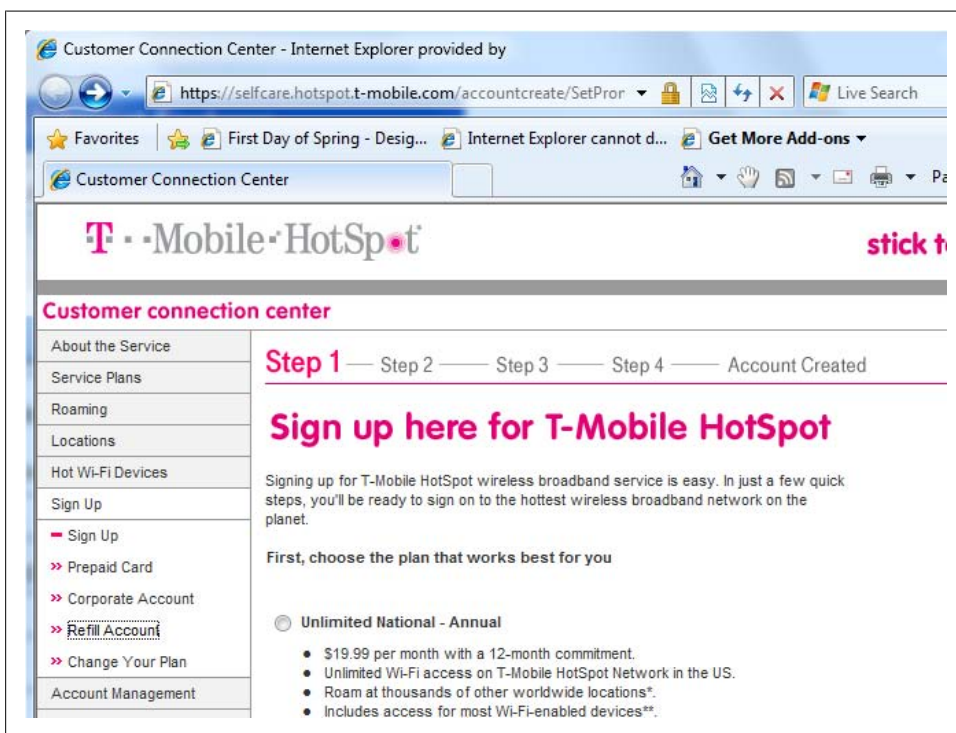 Customer Connection Center - Internet Explorer provided by
https://selfcare.hotspot.t-mobile.com/accountcreate/SetPror
Live Search
Favorites
First Day of Spring - Desig...
Internet Explorer cannot d...
Get More Add-ons
Customer Connection Center
Pa
T··Mobile·HotSpot
stick t
Customer connection center
About the Service
Service Plans
Roaming
Locations
Hot Wi-Fi Devices
Sign Up
Sign Up
Prepaid Card
Corporate Account
Refill Account
Change Your Plan
Account Management
Step 1 — Step 2 — Step 3 — Step 4 — Account Created
Sign up here for T-Mobile HotSpot
Signing up for T-Mobile HotSpot wireless broadband service is easy. In just a few quick
steps, you'll be ready to sign on to the hottest wireless broadband network on the
planet.
First, choose the plan that works best for you
Unlimited National - Annual
• $19.99 per month with a 12-month commitment.
• Unlimited Wi-Fi access on T-Mobile HotSpot Network in the US.
• Roam at thousands of other worldwide locations*.
• Includes access for most Wi-Fi-enabled devices**.